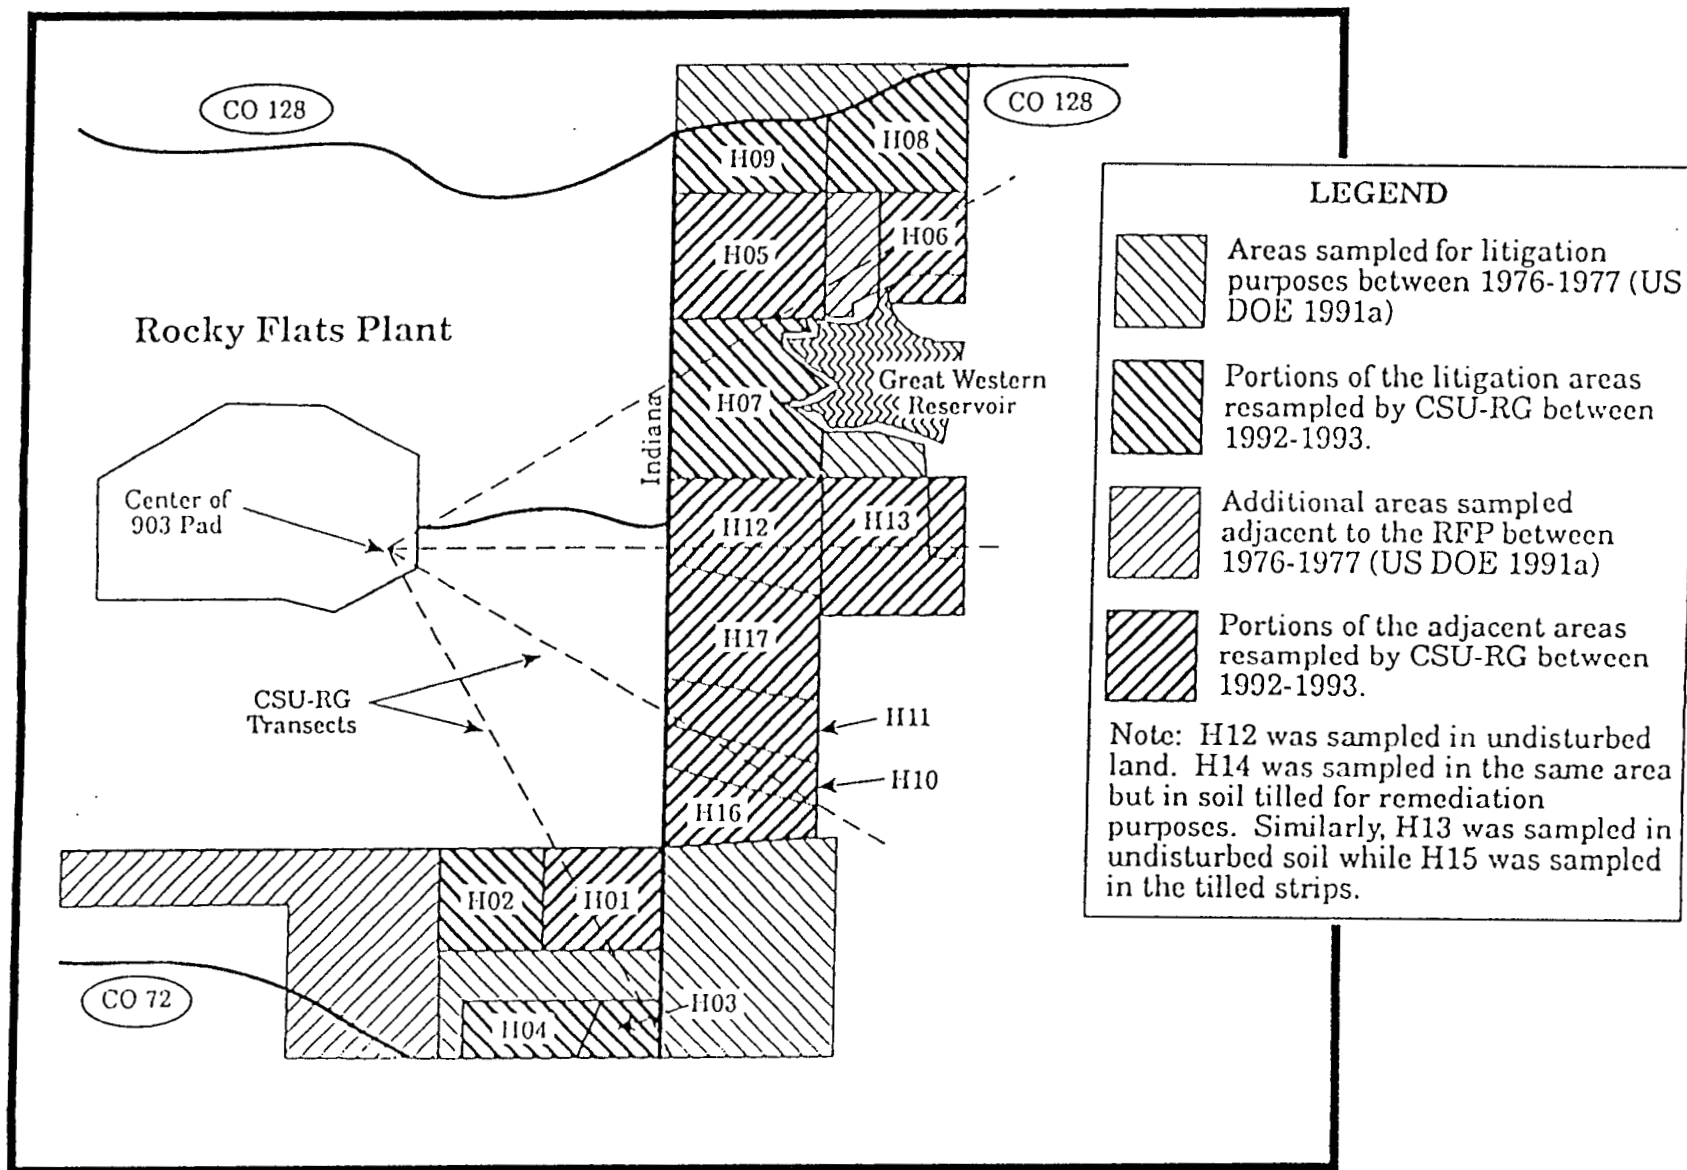 CO 128
CO 128
H09
H08
H05
H06
Rocky Flats Plant
H07
Great Western
Reservoir
Indiana
Center of
903 Pad
H12
H13
H17
CSU-RG
Transects
H11
H10
H16
H02
H01
CO 72
H04
H03
LEGEND
Areas sampled for litigation
purposes between 1976-1977 (US
DOE 1991a)
Portions of the litigation areas
resampled by CSU-RG between
1992-1993.
Additional areas sampled
adjacent to the RFP between
1976-1977 (US DOE 1991a)
Portions of the adjacent areas
resampled by CSU-RG between
1992-1993.
Note: H12 was sampled in undisturbed
land. H14 was sampled in the same area
but in soil tilled for remediation
purposes. Similarly, H13 was sampled in
undisturbed soil while H15 was sampled
in the tilled strips.